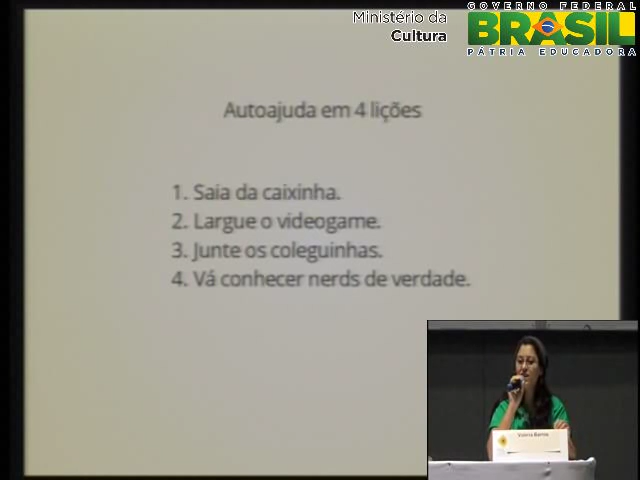 Ministério da
Cultura
GOVERNO FEDERAL
BRASIL
PÁTRIA EDUCADORA
Autoajuda em 4 lições
1. Saia da caixinha.
2. Largue o videogame.
3. Junte os coleguinhas.
4. Vá conhecer nerds de verdade.